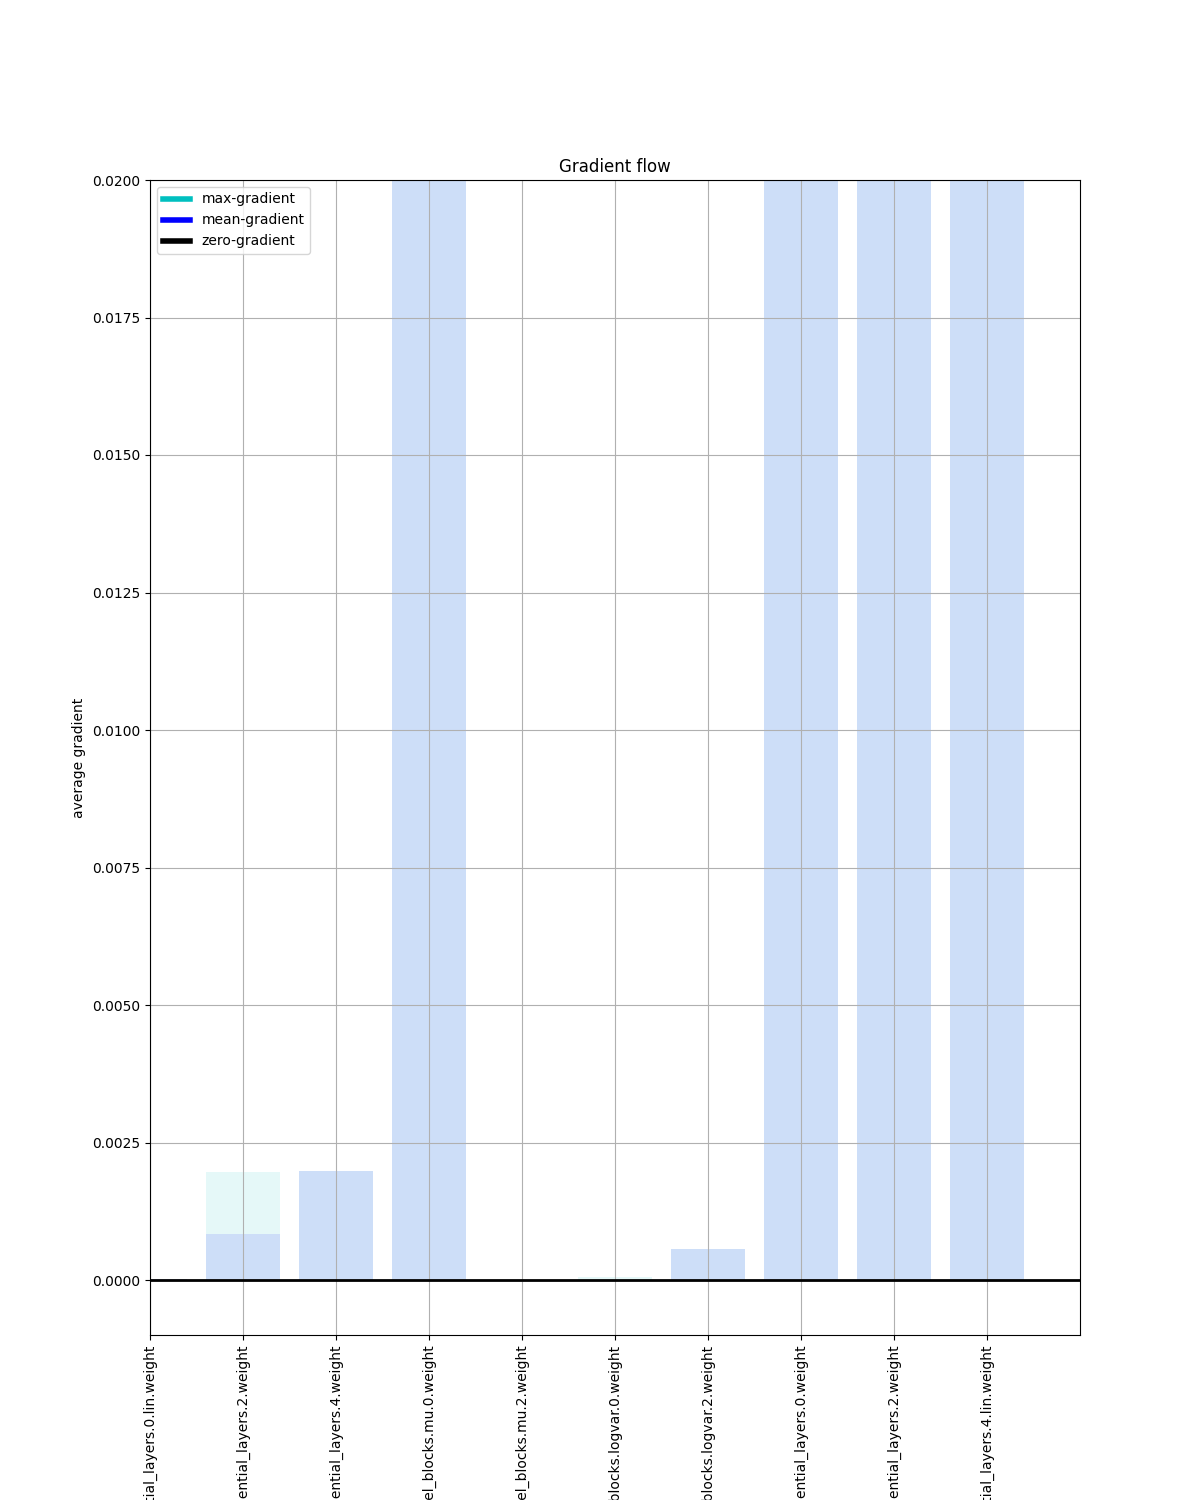 Gradient flow
max-gradient
mean-gradient
zero-gradient
0.0200
0.0175
0.0150
0.0125
0.0100
0.0075
0.0050
0.0025
0.0000
average gradient
tial_layers.0.lin.weight
ential_layers.2.weight
ential_layers.4.weight
el_blocks.mu.0.weight
el_blocks.mu.2.weight
blocks.logvar.0.weight
blocks.logvar.2.weight
ential_layers.0.weight
ential_layers.2.weight
tial_layers.4.lin.weight